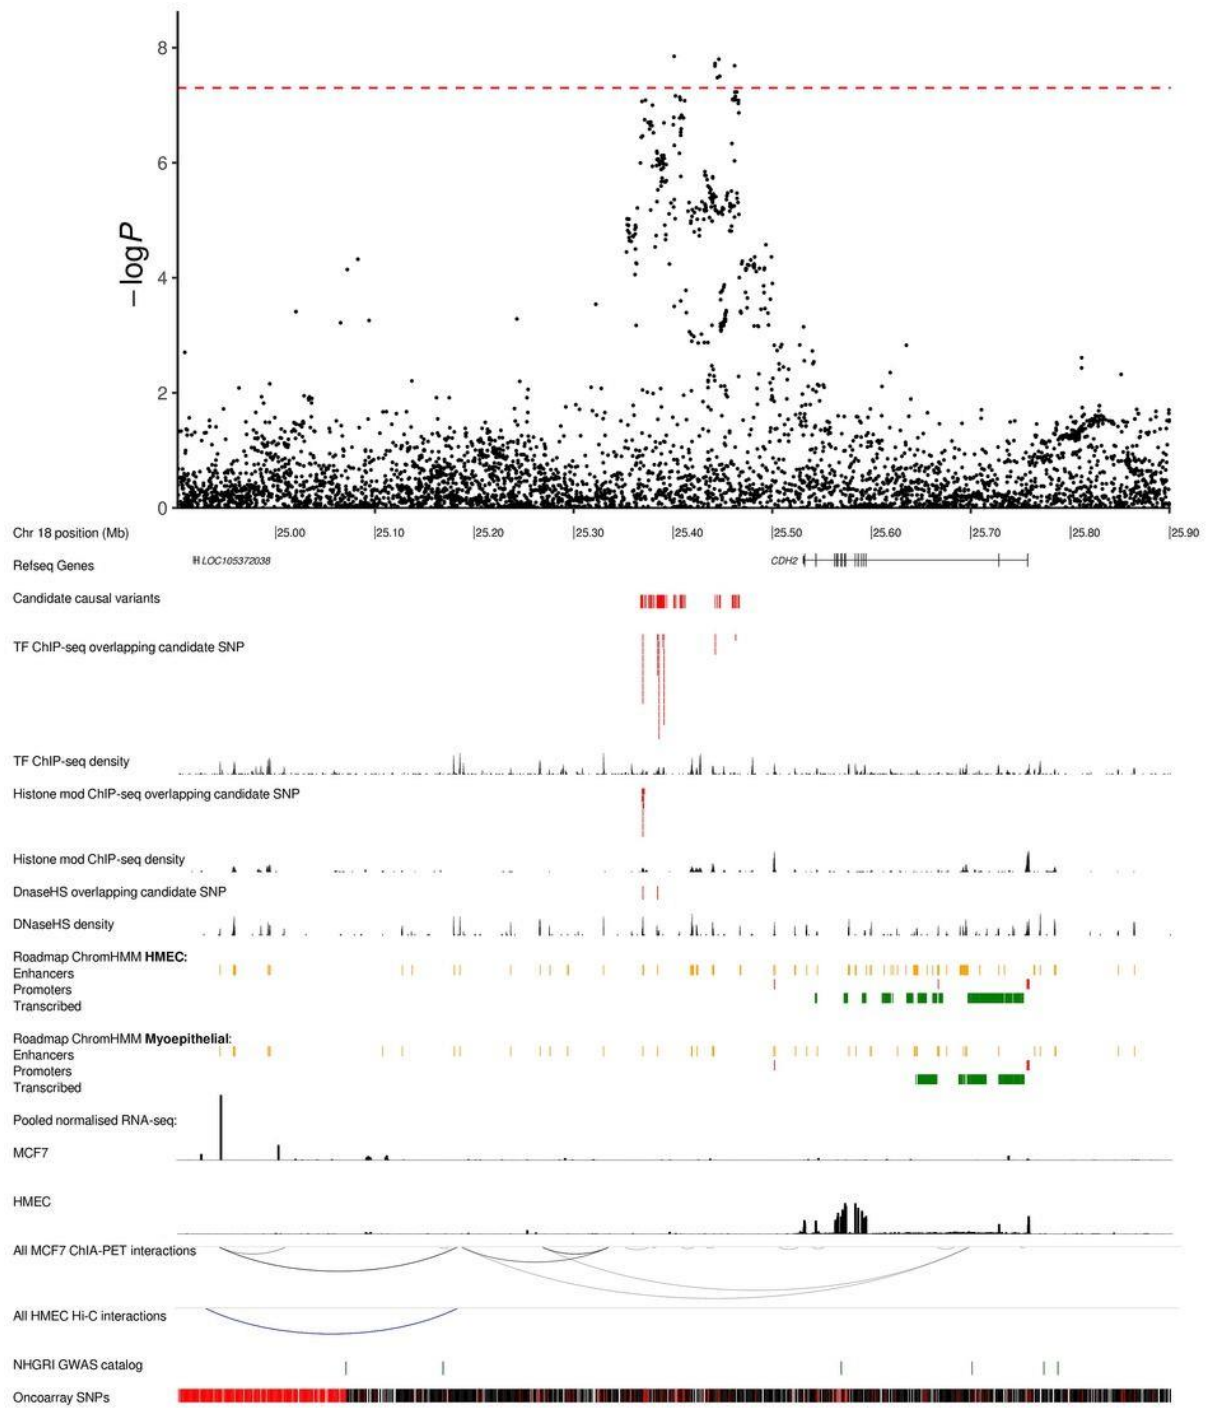 8
6
4
2
0
−logP
Chr 18 position (Mb) |25.00 |25.10 |25.20 |25.30 |25.40 |25.50 |25.60 |25.70 |25.80 |25.90
Refseq Genes LOC105372038 CDH2
Candidate causal variants
TF ChIP-seq overlapping candidate SNP
TF ChIP-seq density
Histone mod ChIP-seq overlapping candidate SNP
Histone mod ChIP-seq density
DnaseHS overlapping candidate SNP
DNaseHS density
Roadmap ChromHMM HMEC:
Enhancers
Promoters
Transcribed
Roadmap ChromHMM Myoepithelial:
Enhancers
Promoters
Transcribed
Pooled normalised RNA-seq:
MCF7
HMEC
All MCF7 ChIA-PET interactions
All HMEC Hi-C interactions
NHGRI GWAS catalog
Oncoarray SNPs